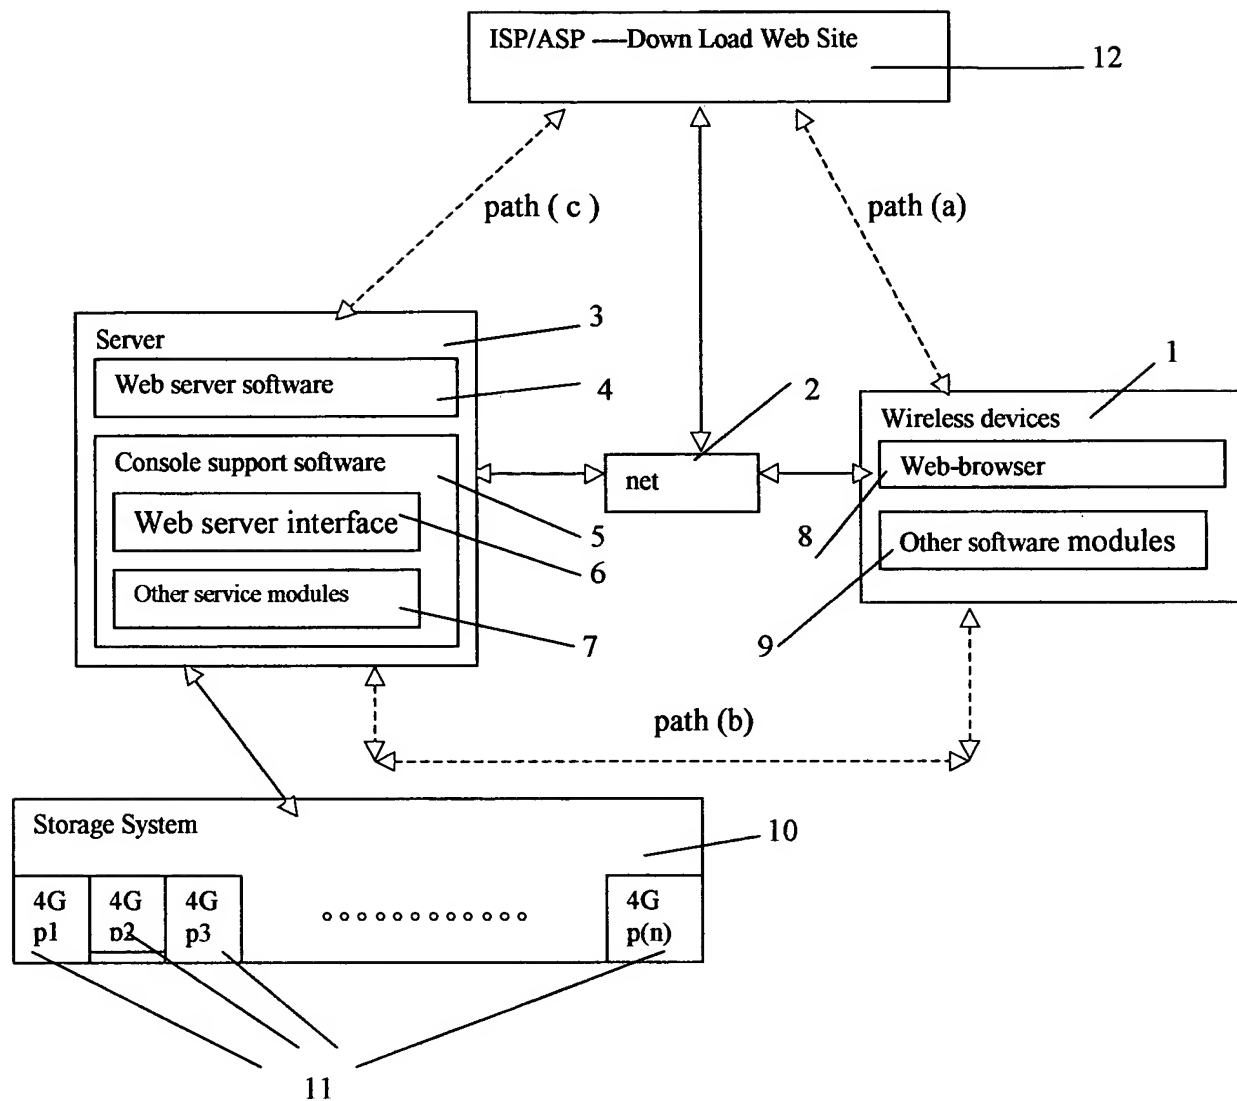 ISP/ASP ----Down Load Web Site
12
path ( c )
path (a)
3
Server
Web server software
4
2
1
Wireless devices
Console support software
net
Web-browser
Web server interface
5
8
Other software modules
6
Other service modules
7
9
path (b)
Storage System
10
4G
p1
4G
p2
4G
p3
4G
p(n)
11